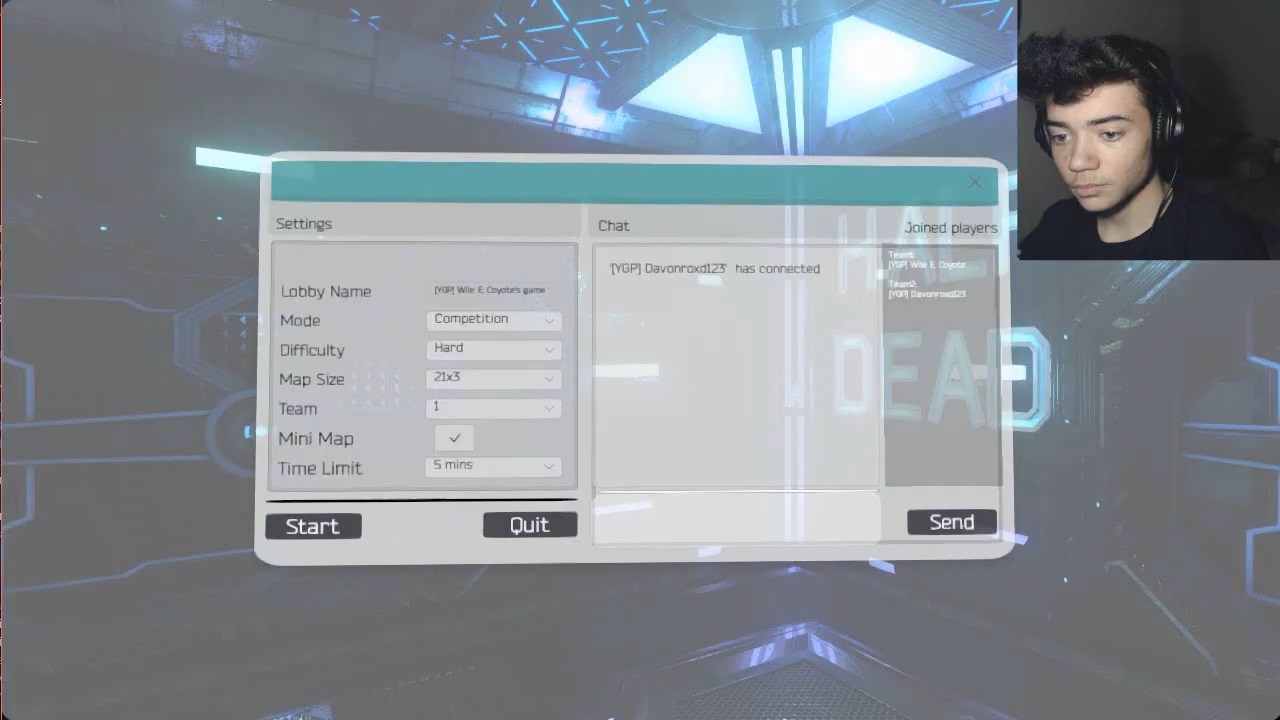 Settings
Chat
Joined players
Lobby Name
[YGP] Wile E. Coyote's game
Mode
Competition
Difficulty
Hard
Map Size
21x3
Team
1
Mini Map
Time Limit
5 mins
Start
Quit
'[YGP] Davonroxd123' has connected
Team1:
[YGP] Wile E. Coyote
Team2:
[YGP] Davonroxd123
Send
HALF
DEAD